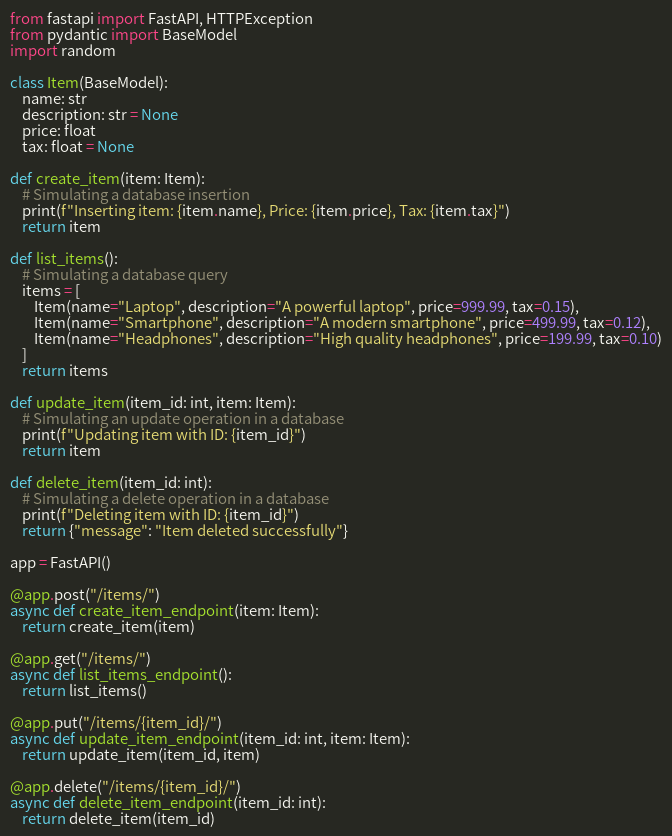 from fastapi import FastAPI, HTTPException
from pydantic import BaseModel
import random

class Item(BaseModel):
    name: str
    description: str = None
    price: float
    tax: float = None

def create_item(item: Item):
    # Simulating a database insertion
    print(f"Inserting item: {item.name}, Price: {item.price}, Tax: {item.tax}")
    return item

def list_items():
    # Simulating a database query
    items = [
        Item(name="Laptop", description="A powerful laptop", price=999.99, tax=0.15),
        Item(name="Smartphone", description="A modern smartphone", price=499.99, tax=0.12),
        Item(name="Headphones", description="High quality headphones", price=199.99, tax=0.10)
    ]
    return items

def update_item(item_id: int, item: Item):
    # Simulating an update operation in a database
    print(f"Updating item with ID: {item_id}")
    return item

def delete_item(item_id: int):
    # Simulating a delete operation in a database
    print(f"Deleting item with ID: {item_id}")
    return {"message": "Item deleted successfully"}

app = FastAPI()

@app.post("/items/")
async def create_item_endpoint(item: Item):
    return create_item(item)

@app.get("/items/")
async def list_items_endpoint():
    return list_items()

@app.put("/items/{item_id}/")
async def update_item_endpoint(item_id: int, item: Item):
    return update_item(item_id, item)

@app.delete("/items/{item_id}/")
async def delete_item_endpoint(item_id: int):
    return delete_item(item_id)